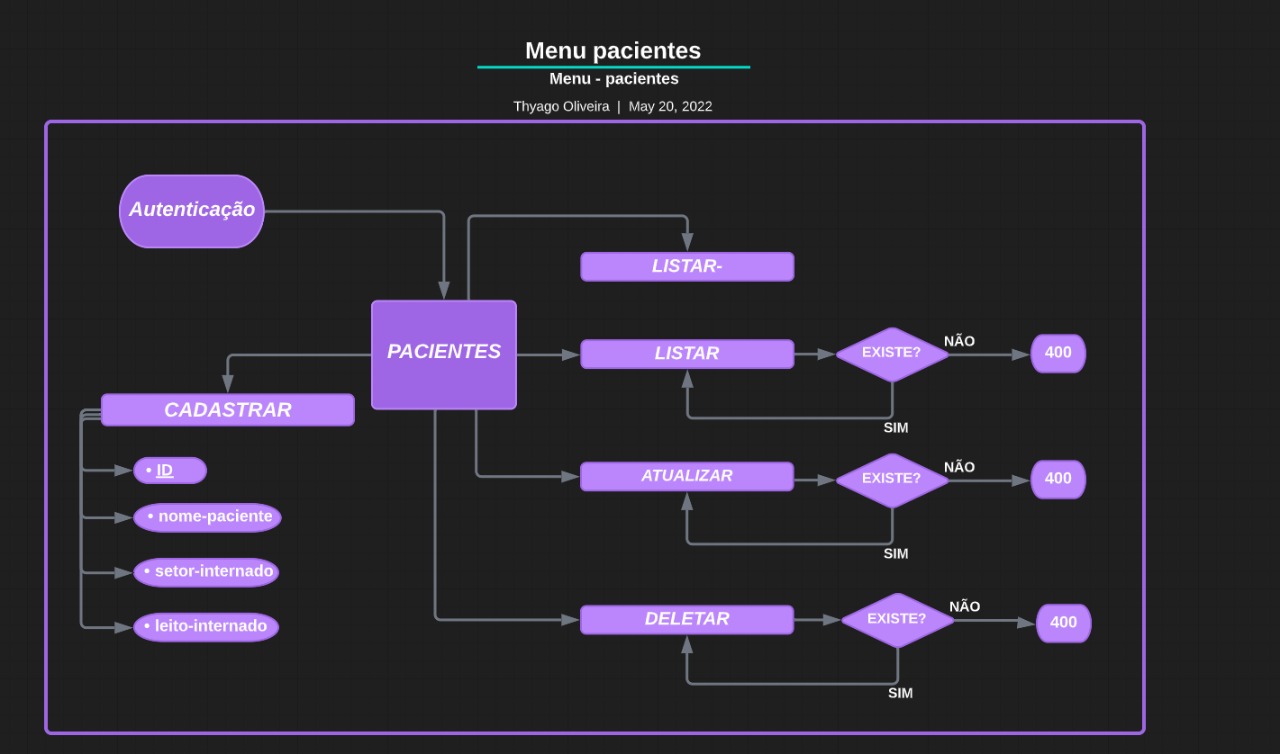 Menu pacientes
Menu - pacientes
Thyago Oliveira | May 20, 2022
Autenticação
LISTAR-
PACIENTES
LISTAR
EXISTE?
NÃO
400
SIM
CADASTRAR
• ID
• nome-paciente
• setor-internado
• leito-internado
ATUALIZAR
EXISTE?
NÃO
400
SIM
DELETAR
EXISTE?
NÃO
400
SIM